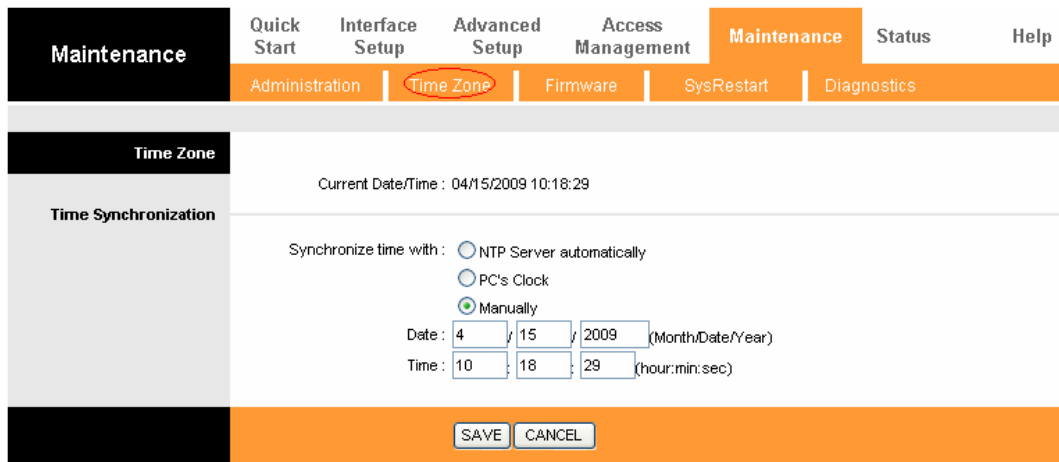 Maintenance
Quick Start
Interface Setup
Advanced Setup
Access Management
Maintenance
Status
Help
Administration
Time Zone
Firmware
SysRestart
Diagnostics
Time Zone
Current Date/Time : 04/15/2009 10:18:29
Time Synchronization
Synchronize time with : NTP Server automatically
PC's Clock
Manually
Date : 4 / 15 / 2009 (Month/Date/Year)
Time : 10 : 18 : 29 (hour:min:sec)
SAVE CANCEL